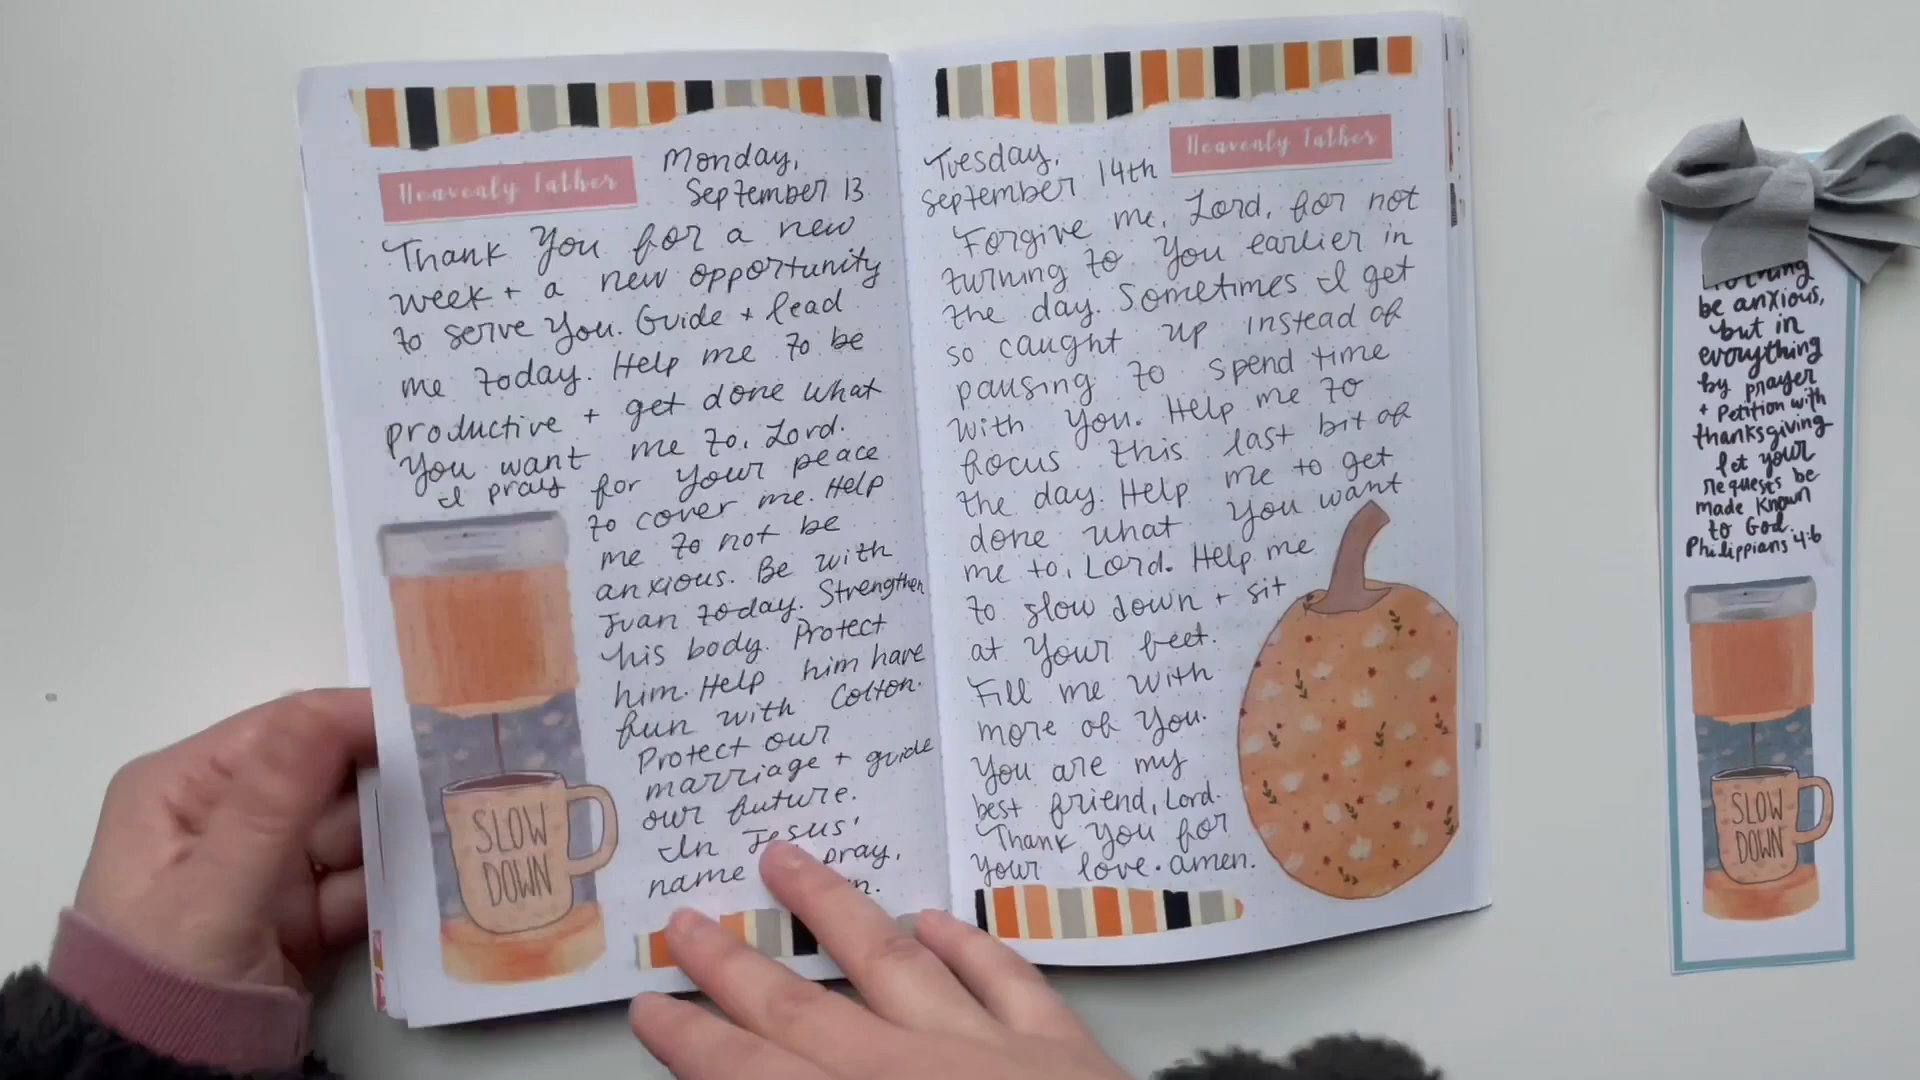 Heavenly Father
Monday,
September 13
Thank You for a new
week + a new opportunity
to serve You. Guide + lead
me today. Help me to be
productive + get done what
You want me to, Lord.
I pray for Your peace
to cover me. Help
me to not be
anxious. Be with
Juan today. Strengthen
his body. Protect
him. Help him have
fun with Colton.
Protect our
marriage + guide
our future.
In Jesus'
name pray,
SLOW
DOWN
Tuesday,
September 14th
Heavenly Father
Forgive me, Lord, for not
turning to You earlier in
the day. Sometimes I get
so caught up instead of
pausing to spend time
with You. Help me to
focus this last bit of
the day. Help me to get
done what You want
me to, Lord. Help me
to slow down + sit
at Your feet.
Fill me with
more of You.
You are my
best friend, Lord.
Thank You for
Your love. amen.
be anxious,
but in
everything
by prayer
+ Petition with
thanksgiving
let your
requests be
made known
to God.
Philippians 4:6
SLOW
DOWN